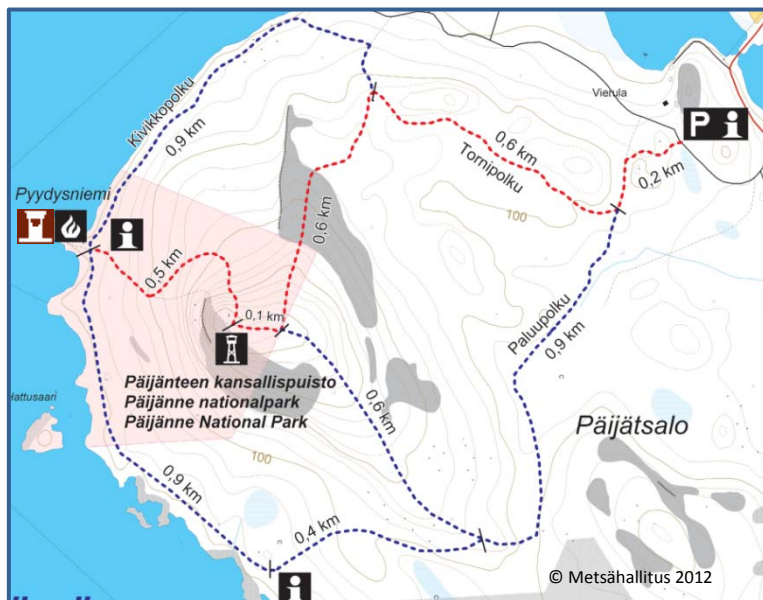 Kivikkopolku
0,9 km
Vierula
P i
0,6 km
Tornipolku
0,2 km
Pyydysniemi
i
0,6 km
100
0,5 km
0,1 km
Paluupolku
0,9 km
Päijänteen kansallispuisto
Päijänne nationalpark
Päijänne National Park
Hattusaari
0,6 km
Päijätsalo
100
0,9 km
0,4 km
i
© Metsähallitus 2012